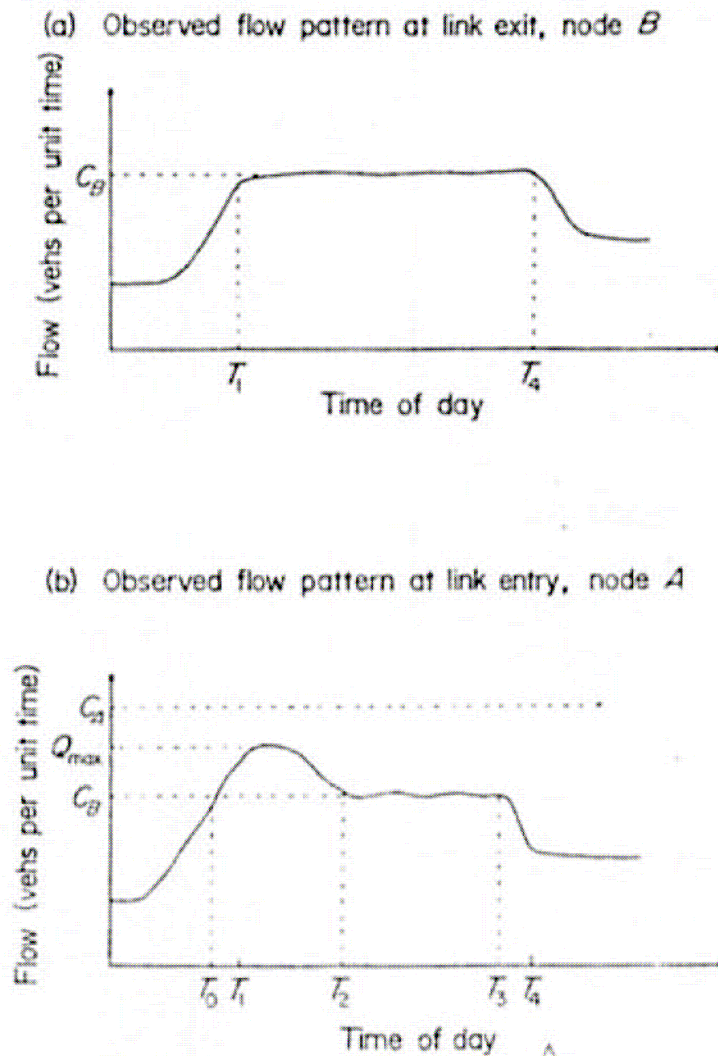 (a) Observed flow pattern at link exit, node B
Flow (vehs per unit time)
C_B
T_1 T_4
Time of day
(b) Observed flow pattern at link entry, node A
Flow (vehs per unit time)
C_a
Q_max
C_B
T_0 T_1 T_2 T_3 T_4
Time of day